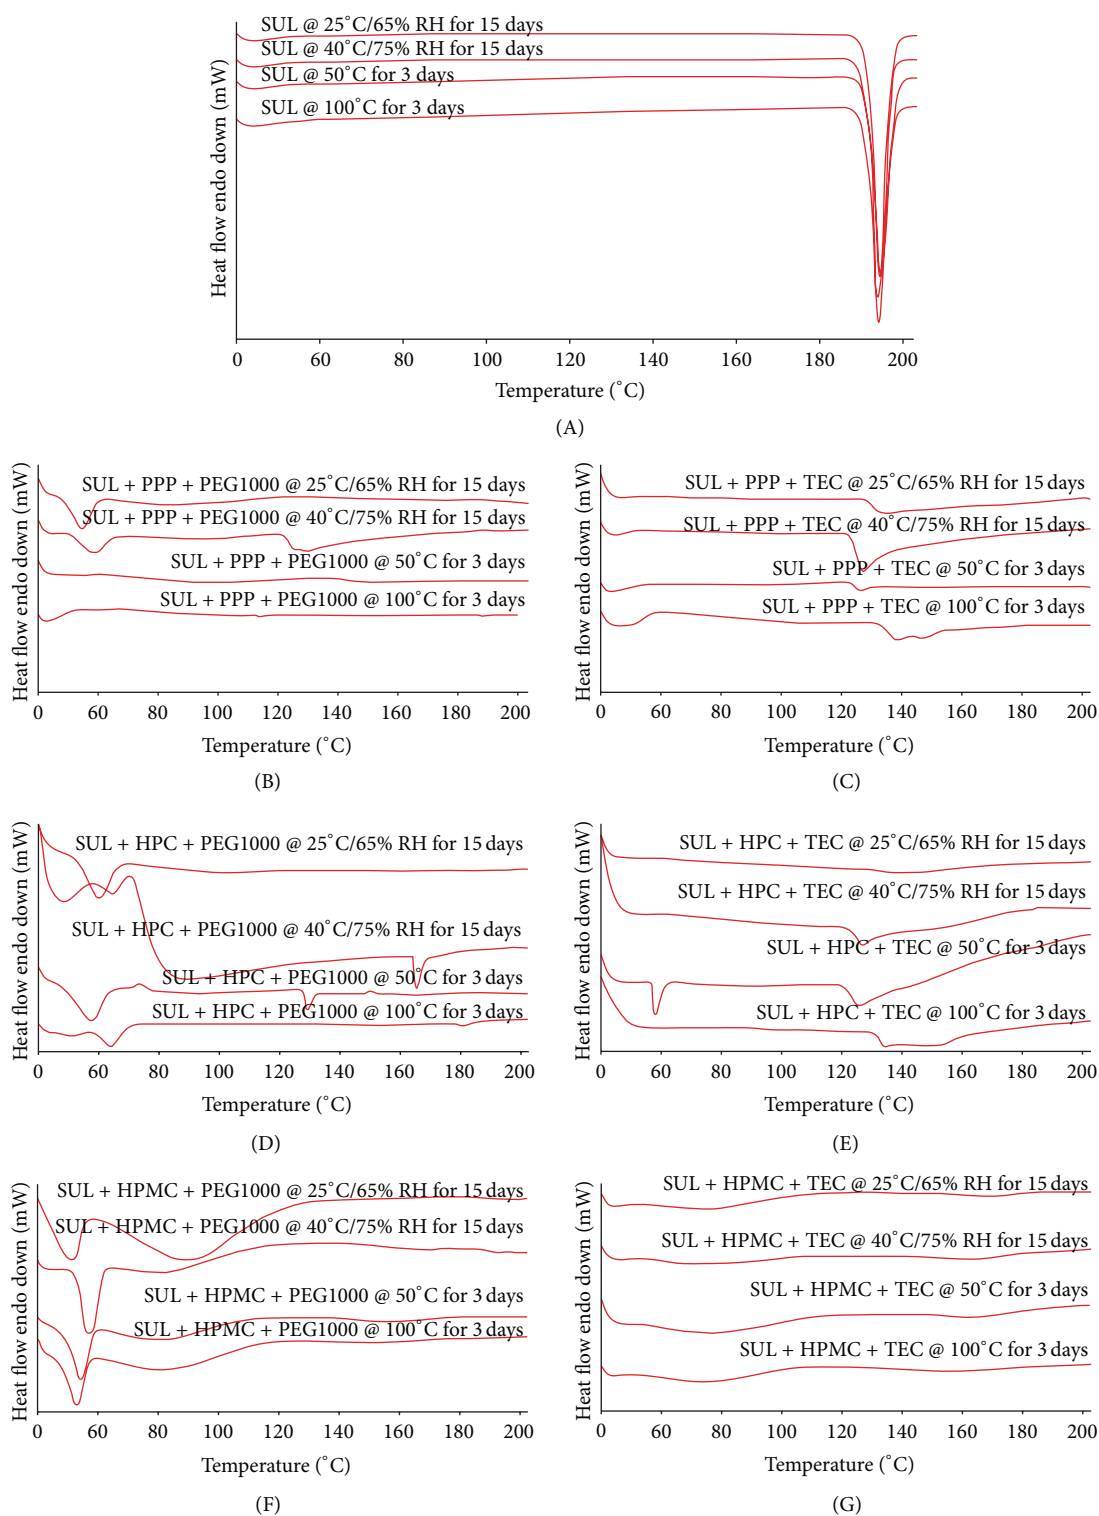 SUL @ 25˚C/65% RH for 15 days
SUL @ 40˚C/75% RH for 15 days
SUL @ 50˚C for 3 days
SUL @ 100˚C for 3 days
Heat flow endo down (mW)
0 60 80 100 120 140 160 180 200
Temperature (˚C)
(A)
SUL + PPP + PEG1000 @ 25˚C/65% RH for 15 days
SUL + PPP + PEG1000 @ 40˚C/75% RH for 15 days
SUL + PPP + PEG1000 @ 50˚C for 3 days
SUL + PPP + PEG1000 @ 100˚C for 3 days
Heat flow endo down (mW)
0 60 80 100 120 140 160 180 200
Temperature (˚C)
(B)
SUL + PPP + TEC @ 25˚C/65% RH for 15 days
SUL + PPP + TEC @ 40˚C/75% RH for 15 days
SUL + PPP + TEC @ 50˚C for 3 days
SUL + PPP + TEC @ 100˚C for 3 days
Heat flow endo down (mW)
0 60 80 100 120 140 160 180 200
Temperature (˚C)
(C)
SUL + HPC + PEG1000 @ 25˚C/65% RH for 15 days
SUL + HPC + PEG1000 @ 40˚C/75% RH for 15 days
SUL + HPC + PEG1000 @ 50˚C for 3 days
SUL + HPC + PEG1000 @ 100˚C for 3 days
Heat flow endo down (mW)
0 60 80 100 120 140 160 180 200
Temperature (˚C)
(D)
SUL + HPC + TEC @ 25˚C/65% RH for 15 days
SUL + HPC + TEC @ 40˚C/75% RH for 15 days
SUL + HPC + TEC @ 50˚C for 3 days
SUL + HPC + TEC @ 100˚C for 3 days
Heat flow endo down (mW)
0 60 80 100 120 140 160 180 200
Temperature (˚C)
(E)
SUL + HPMC + PEG1000 @ 25˚C/65% RH for 15 days
SUL + HPMC + PEG1000 @ 40˚C/75% RH for 15 days
SUL + HPMC + PEG1000 @ 50˚C for 3 days
SUL + HPMC + PEG1000 @ 100˚C for 3 days
Heat flow endo down (mW)
0 60 80 100 120 140 160 180 200
Temperature (˚C)
(F)
SUL + HPMC + TEC @ 25˚C/65% RH for 15 days
SUL + HPMC + TEC @ 40˚C/75% RH for 15 days
SUL + HPMC + TEC @ 50˚C for 3 days
SUL + HPMC + TEC @ 100˚C for 3 days
Heat flow endo down (mW)
0 60 80 100 120 140 160 180 200
Temperature (˚C)
(G)